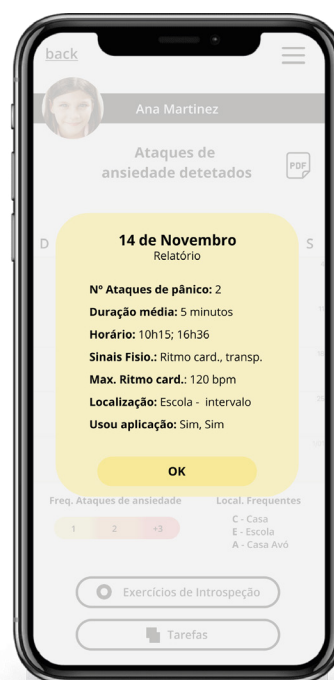 back
Ana Martinez
Ataques de
ansiedade detetados
PDF
D
S
14 de Novembro
Relatório
Nº Ataques de pânico: 2
Duração média: 5 minutos
Horário: 10h15; 16h36
Sinais Fisio.: Ritmo card., transp.
Max. Ritmo card.: 120 bpm
Localização: Escola - intervalo
Usou aplicação: Sim, Sim
OK
Freq. Ataques de ansiedade
1 2 +3
Local. Frequentes
C - Casa
E - Escola
A - Casa Avó
Exercícios de Introspeção
Tarefas